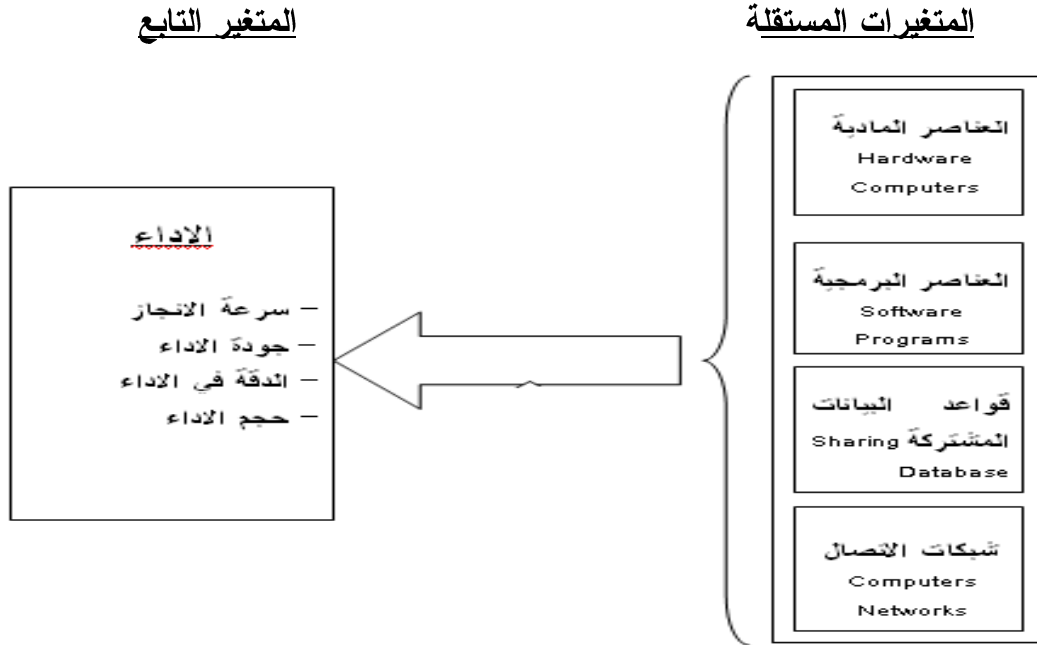 المتغيرات المستقلة
المتغير التابع
العناصر المادية
Hardware
Computers
العناصر البرمجية
Software
Programs
قواعد البيانات
المشتركة Sharing
Database
شبكات الاتصال
Computers
Networks
الاداء
– سرعة الانجاز
– جودة الاداء
– الدقة في الاداء
– حجم الاداء